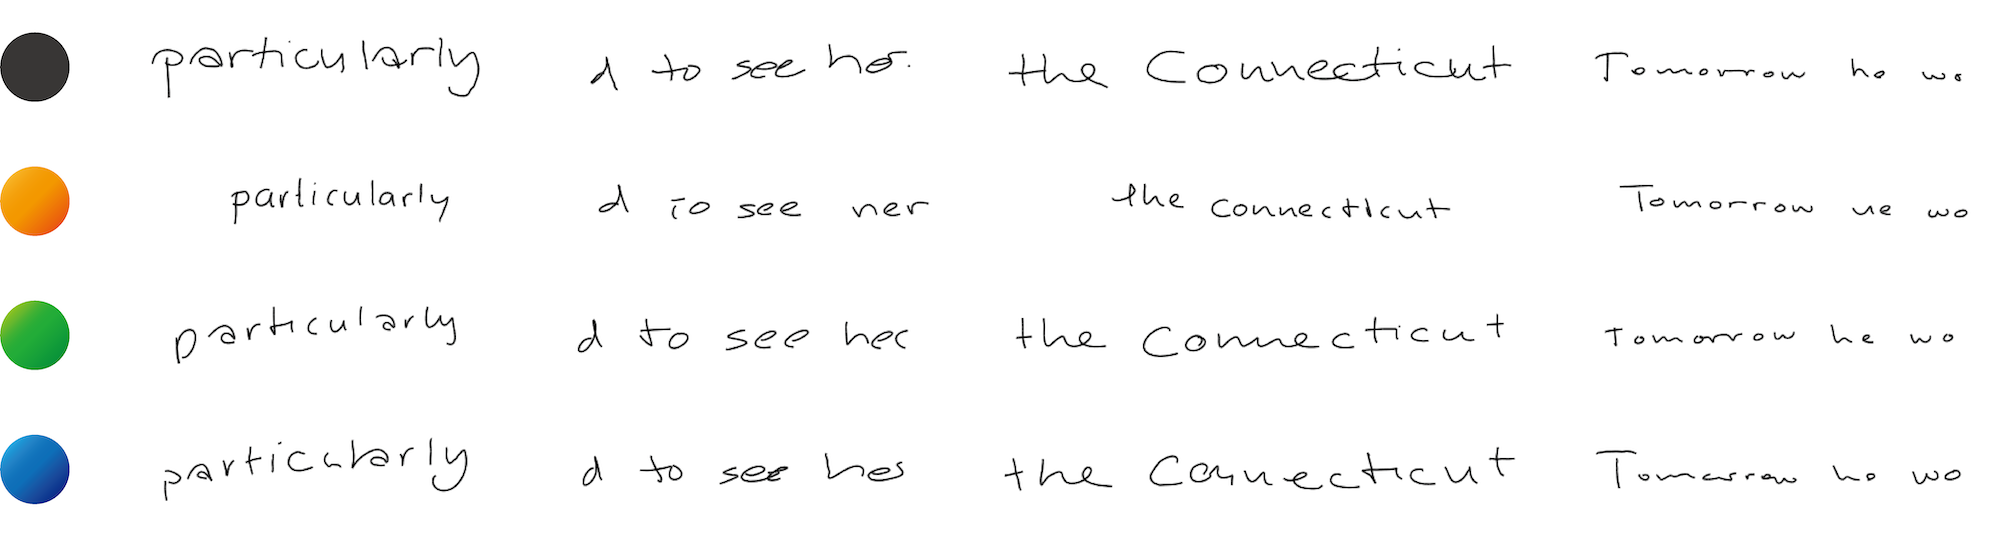 particularly d to see her. the Connecticut Tomorrow he wo
particularly d to see ner the connecticut Tomorrow ue wo
particularly d to see hec the Connecticut Tomorrow he wo
particularly d to see hes the Connecticut Tomorrow ho wo